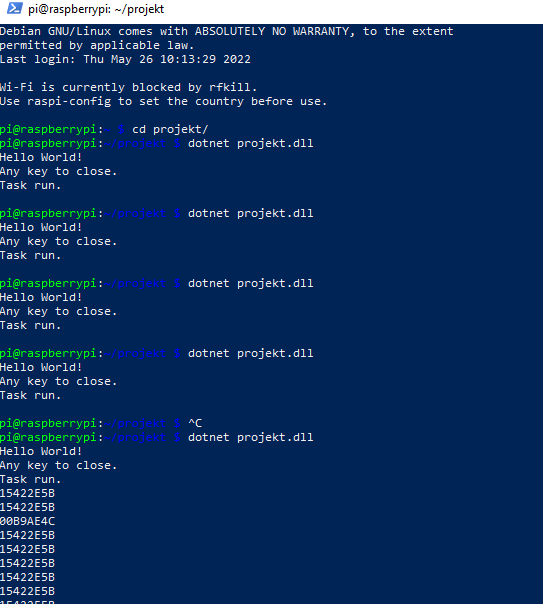 pi@raspberrypi: ~/projekt
Debian GNU/Linux comes with ABSOLUTELY NO WARRANTY, to the extent
permitted by applicable law.
Last login: Thu May 26 10:13:29 2022
Wi-Fi is currently blocked by rfkill.
Use raspi-config to set the country before use.
pi@raspberrypi:~ $ cd projekt/
pi@raspberrypi:~/projekt $ dotnet projekt.dll
Hello World!
Any key to close.
Task run.
pi@raspberrypi:~/projekt $ dotnet projekt.dll
Hello World!
Any key to close.
Task run.
pi@raspberrypi:~/projekt $ dotnet projekt.dll
Hello World!
Any key to close.
Task run.
pi@raspberrypi:~/projekt $ dotnet projekt.dll
Hello World!
Any key to close.
Task run.
pi@raspberrypi:~/projekt $ ^C
pi@raspberrypi:~/projekt $ dotnet projekt.dll
Hello World!
Any key to close.
Task run.
15422E5B
15422E5B
00B9AE4C
15422E5B
15422E5B
15422E5B
15422E5B
15422E5B
15422E5B